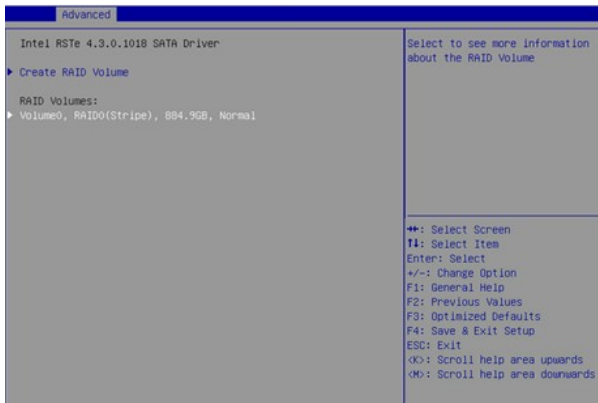 Advanced
Intel RSTe 4.3.0.1018 SATA Driver
Create RAID Volume
RAID Volumes:
Volume0, RAID0(Stripe), 884.9GB, Normal
Select to see more information
about the RAID Volume
→←: Select Screen
↑↓: Select Item
Enter: Select
+/-: Change Option
F1: General Help
F2: Previous Values
F3: Optimized Defaults
F4: Save & Exit Setup
ESC: Exit
<K>: Scroll help area upwards
<M>: Scroll help area downwards